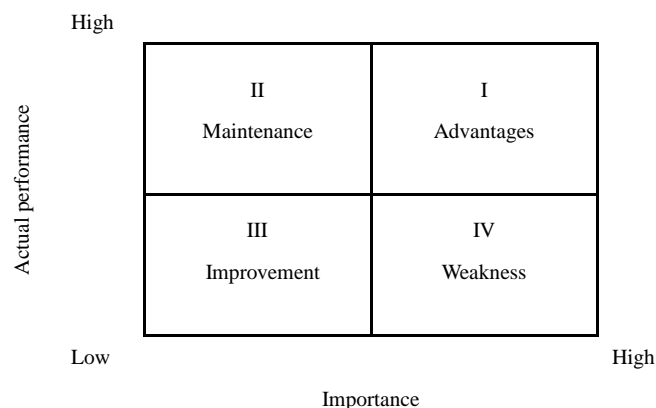 High
II
I
Maintenance
Advantages
Actual performance
III
IV
Improvement
Weakness
Low
High
Importance